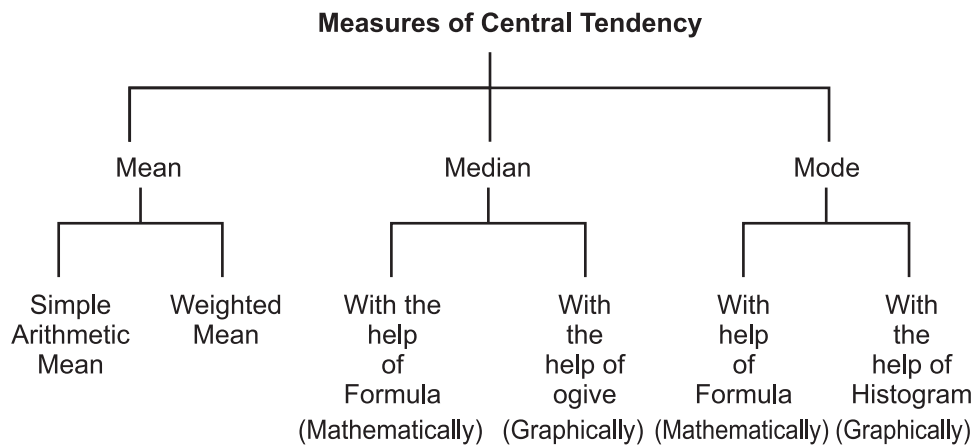 Measures of Central Tendency
Mean
Median
Mode
Simple
Arithmetic
Mean
Weighted
Mean
With the
help
of
Formula
(Mathematically)
With
the
help of
ogive
(Graphically)
With
help
of
Formula
(Mathematically)
With
the
help of
Histogram
(Graphically)